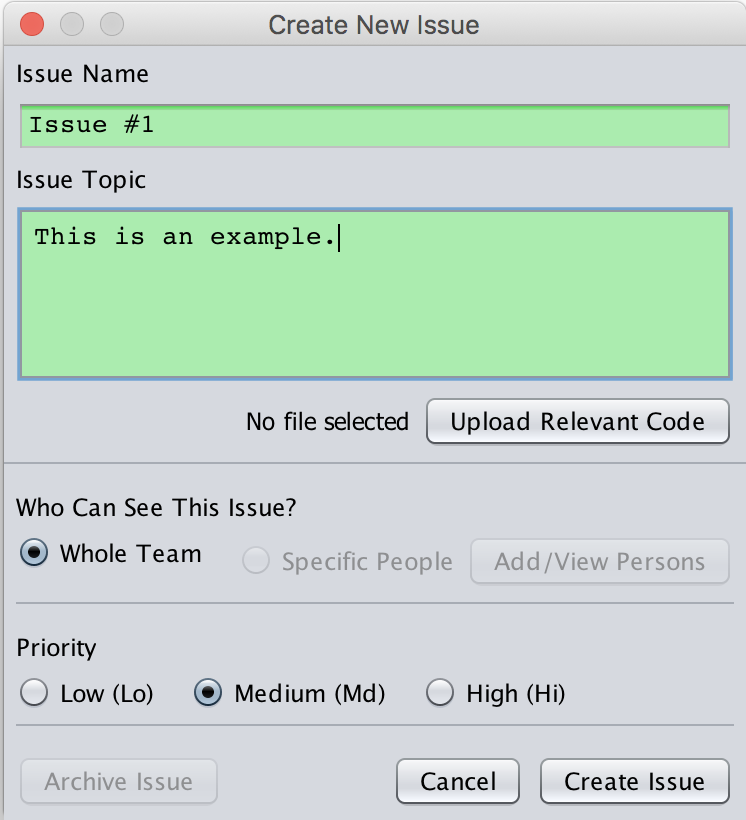 Create New Issue
Issue Name
Issue #1
Issue Topic
This is an example.
No file selected Upload Relevant Code
Who Can See This Issue?
Whole Team Specific People Add/View Persons
Priority
Low (Lo) Medium (Md) High (Hi)
Archive Issue Cancel Create Issue